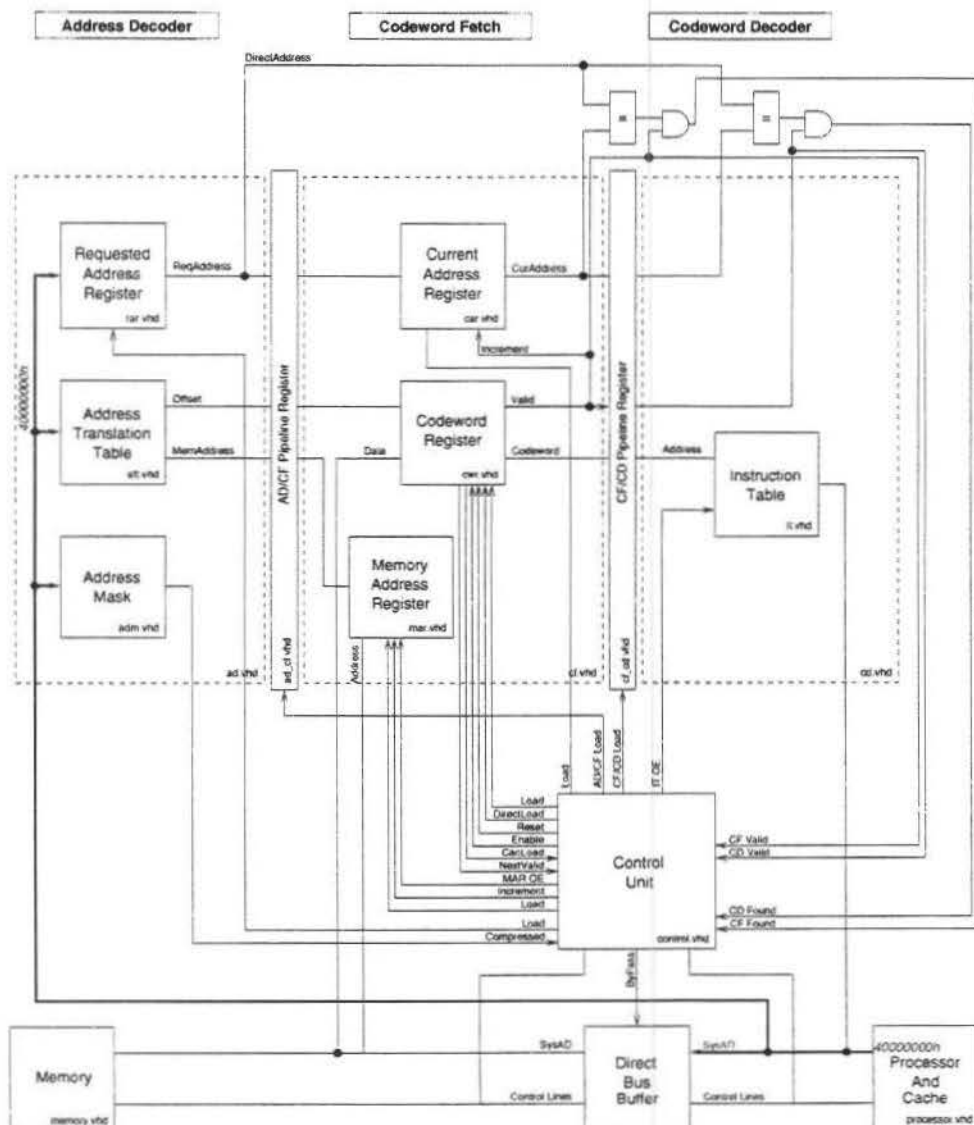 Address Decoder
Codeword Fetch
Codeword Decoder
DirectAddress
=
=
Requested
Address
Register
rar.vhd
ReqAddress
Current
Address
Register
car.vhd
CurAddress
Increment
40000000h
Address
Translation
Table
att.vhd
Offset
MemAddress
AD/CF Pipeline Register
ad_cf.vhd
Codeword
Register
cwr.vhd
Data
Valid
Codeword
CF/CD Pipeline Register
cf_cd.vhd
Address
Instruction
Table
it.vhd
Address
Mask
adm.vhd
Memory
Address
Register
mar.vhd
Address
ad.vhd
cf.vhd
cd.vhd
Load
AD/CF Load
CF/CD Load
IT OE
Load
DirectLoad
Reset
Enable
CanLoad
NextValid
MAR OE
Increment
Load
Load
Compressed
Control
Unit
control.vhd
CF Valid
CD Valid
CD Found
CF Found
ByPass
Memory
memory.vhd
SysAD
Control Lines
Direct
Bus
Buffer
SysAD
Control Lines
40000000h
Processor
And
Cache
processor.vhd